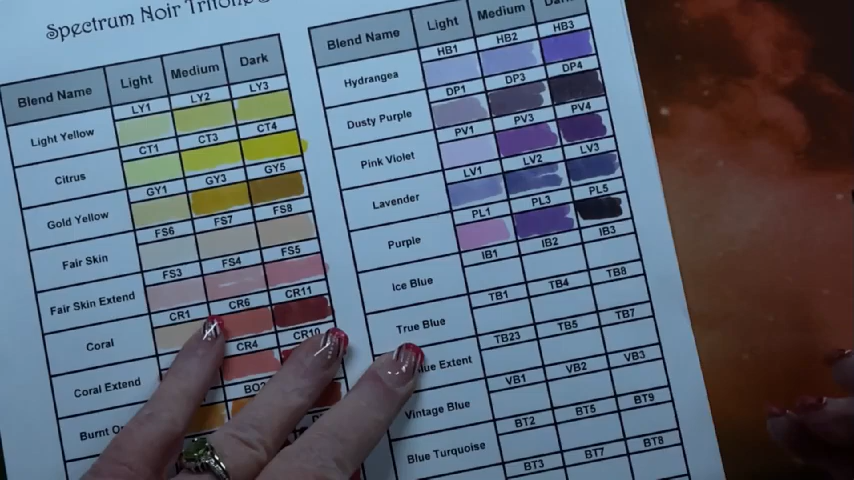 Spectrum Noir
Blend Name Light Medium Dark
LY1 LY2 LY3
Light Yellow
CT1 CT3 CT4
Citrus
GY1 GY3 GY5
Gold Yellow
FS6 FS7 FS8
Fair Skin
FS3 FS4 FS5
Fair Skin Extend
CR1 CR6 CR11
Coral
CR4 CR10
Coral Extend
Burnt
Blend Name Light Medium Dark
HB1 HB2 HB3
Hydrangea
DP1 DP3 DP4
Dusty Purple
PV1 PV3 PV4
Pink Violet
LV1 LV2 LV3
Lavender
PL1 PL3 PL5
Purple
IB1 IB2 IB3
Ice Blue
TB1 TB4 TB8
True Blue
TB23 TB5 TB7
Extent
VB1 VB2 VB3
Vintage Blue
BT2 BT5 BT9
Blue Turquoise
BT3 BT7 BT8